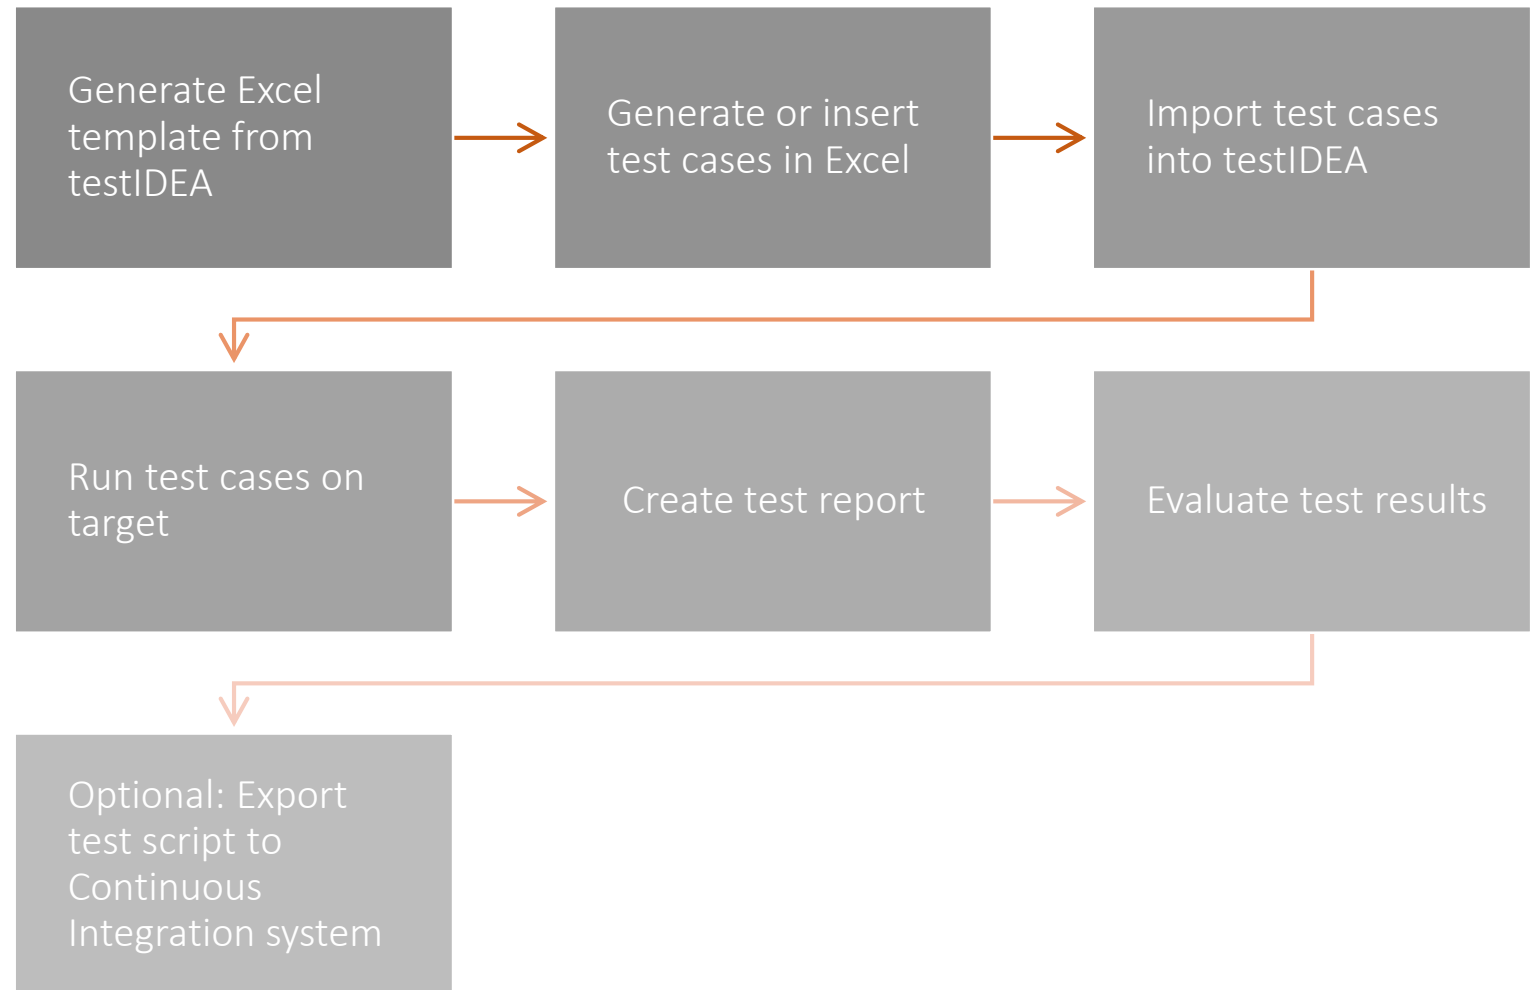 Generate Excel
template from
testIDEA
Generate or insert
test cases in Excel
Import test cases
into testIDEA
Run test cases on
target
Create test report
Evaluate test results
Optional: Export
test script to
Continuous
Integration system